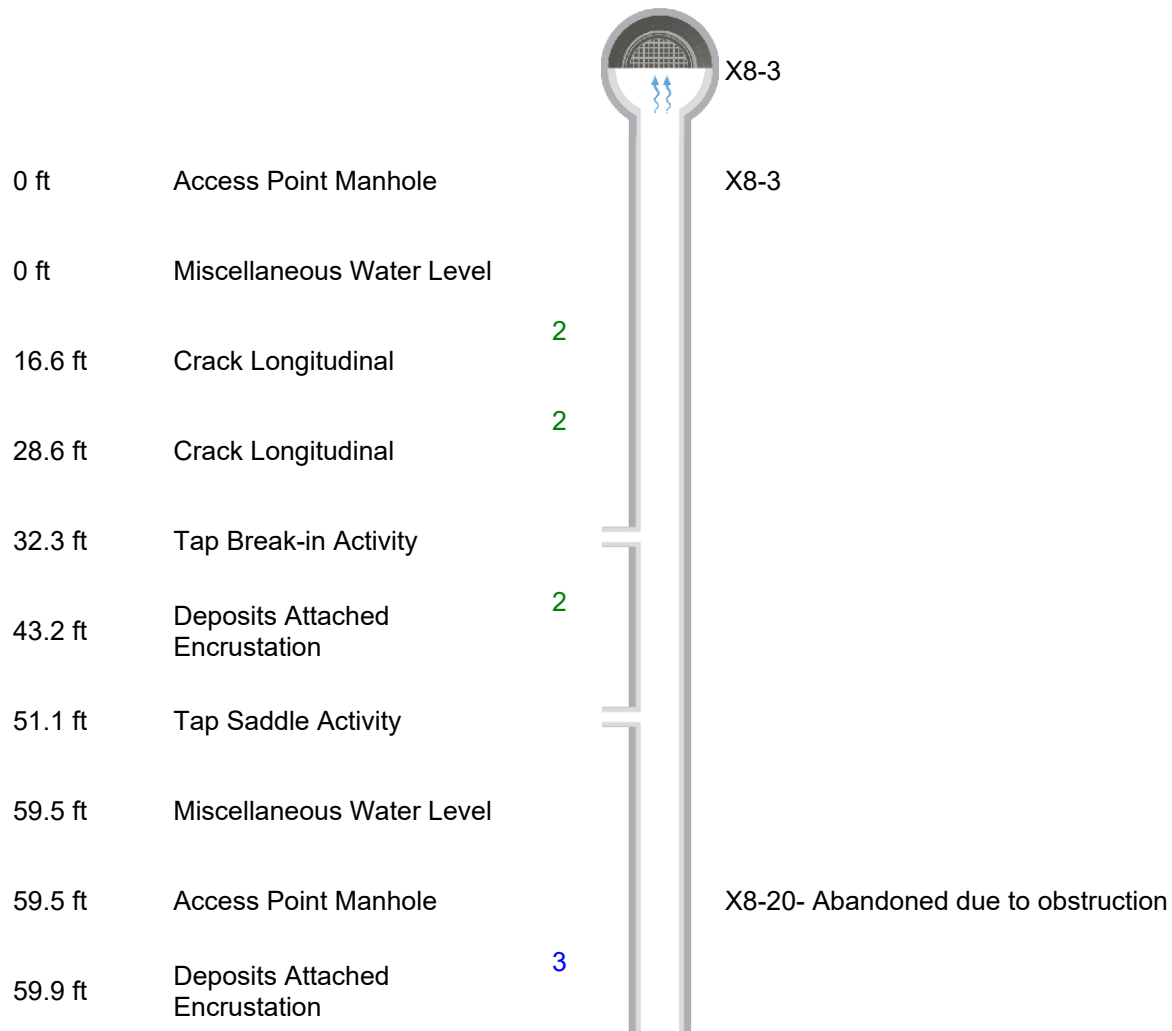 X8-3
0 ft Access Point Manhole X8-3
0 ft Miscellaneous Water Level
2
16.6 ft Crack Longitudinal
2
28.6 ft Crack Longitudinal
32.3 ft Tap Break-in Activity
2
43.2 ft Deposits Attached
Encrustation
51.1 ft Tap Saddle Activity
59.5 ft Miscellaneous Water Level
59.5 ft Access Point Manhole X8-20- Abandoned due to obstruction
3
59.9 ft Deposits Attached
Encrustation